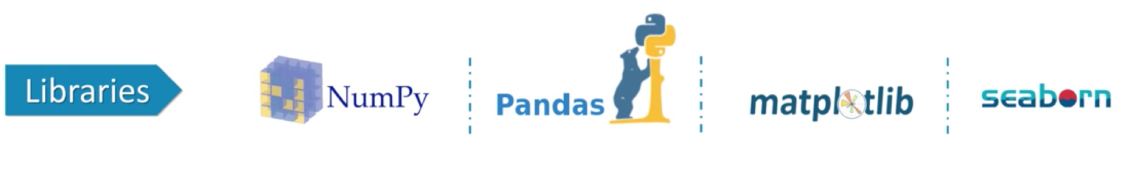 Libraries
NumPy
Pandas
matplotlib
seaborn